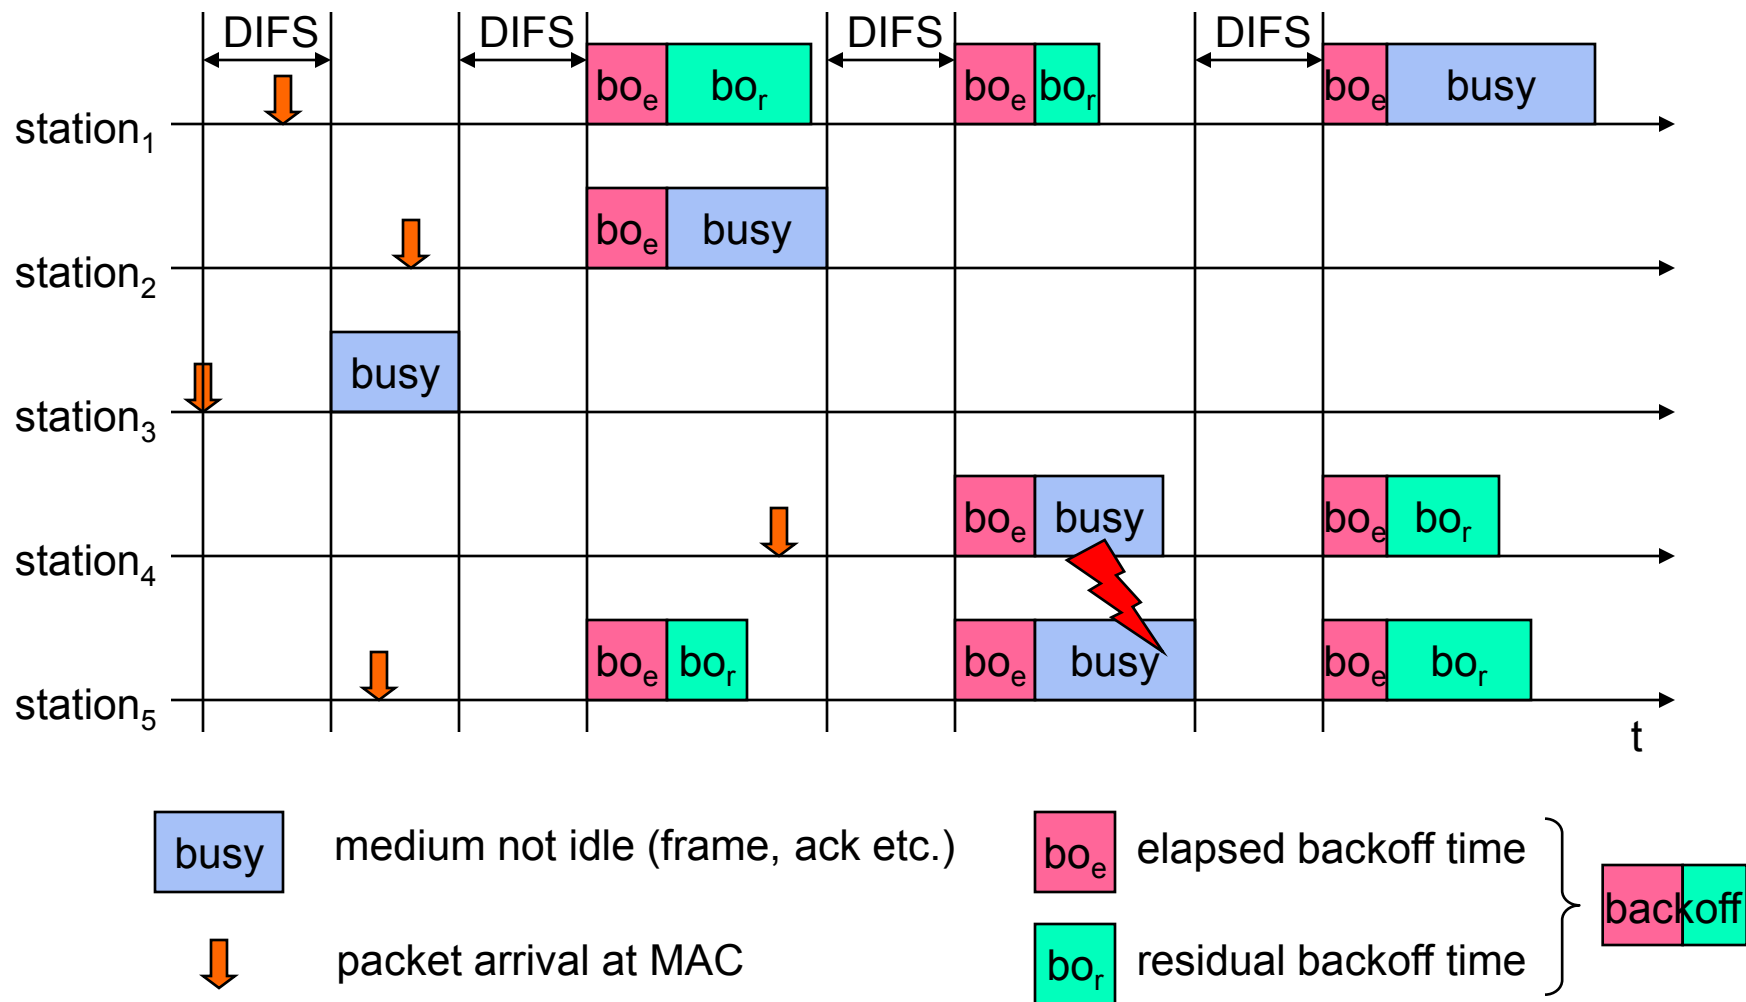 DIFS DIFS DIFS DIFS
station1 boe bor boe bor boe busy
station2 boe busy
station3 busy
station4 boe busy boe bor
station5 boe bor boe busy boe bor
t
busy medium not idle (frame, ack etc.) boe elapsed backoff time
backoff
packet arrival at MAC bor residual backoff time